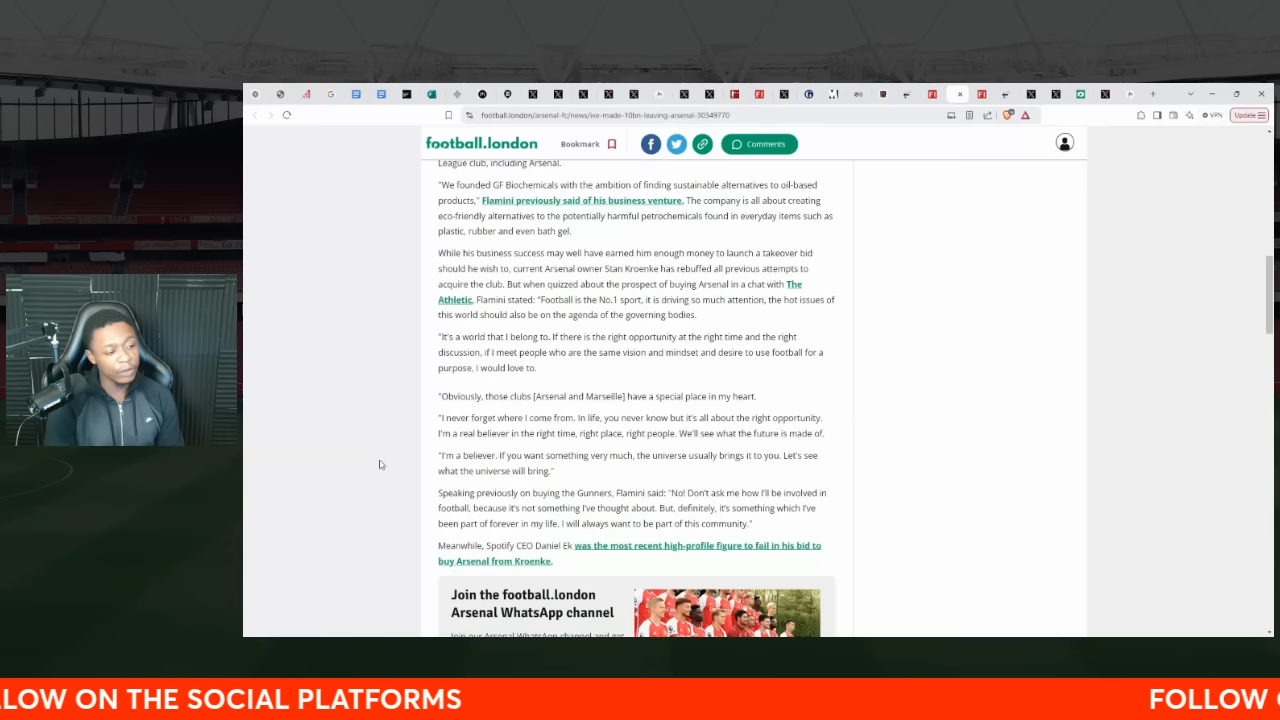 football.london/arsenal-fc/news/ive-made-10bn-leaving-arsenal-30349770
VPN
Update
football.london
Bookmark
Comments
League club, including Arsenal.
"We founded GF Biochemicals with the ambition of finding sustainable alternatives to oil-based
products," Flamini previously said of his business venture. The company is all about creating
eco-friendly alternatives to the potentially harmful petrochemicals found in everyday items such as
plastic, rubber and even bath gel.
While his business success may well have earned him enough money to launch a takeover bid
should he wish to, current Arsenal owner Stan Kroenke has rebuffed all previous attempts to
acquire the club. But when quizzed about the prospect of buying Arsenal in a chat with The
Athletic, Flamini stated: "Football is the No.1 sport, it is driving so much attention, the hot issues of
this world should also be on the agenda of the governing bodies.
"It's a world that I belong to. If there is the right opportunity at the right time and the right
discussion, if I meet people who are the same vision and mindset and desire to use football for a
purpose, I would love to.
"Obviously, those clubs [Arsenal and Marseille] have a special place in my heart.
"I never forget where I come from. In life, you never know but it's all about the right opportunity.
I'm a real believer in the right time, right place, right people. We'll see what the future is made of.
"I'm a believer. If you want something very much, the universe usually brings it to you. Let's see
what the universe will bring."
Speaking previously on buying the Gunners, Flamini said: "No! Don't ask me how I'll be involved in
football, because it's not something I've thought about. But, definitely, it's something which I've
been part of forever in my life. I will always want to be part of this community."
Meanwhile, Spotify CEO Daniel Ek was the most recent high-profile figure to fail in his bid to
buy Arsenal from Kroenke.
Join the football.london
Arsenal WhatsApp channel
Join our Arsenal WhatsApp channel and get
LLOW ON THE SOCIAL PLATFORMS
FOLLOW